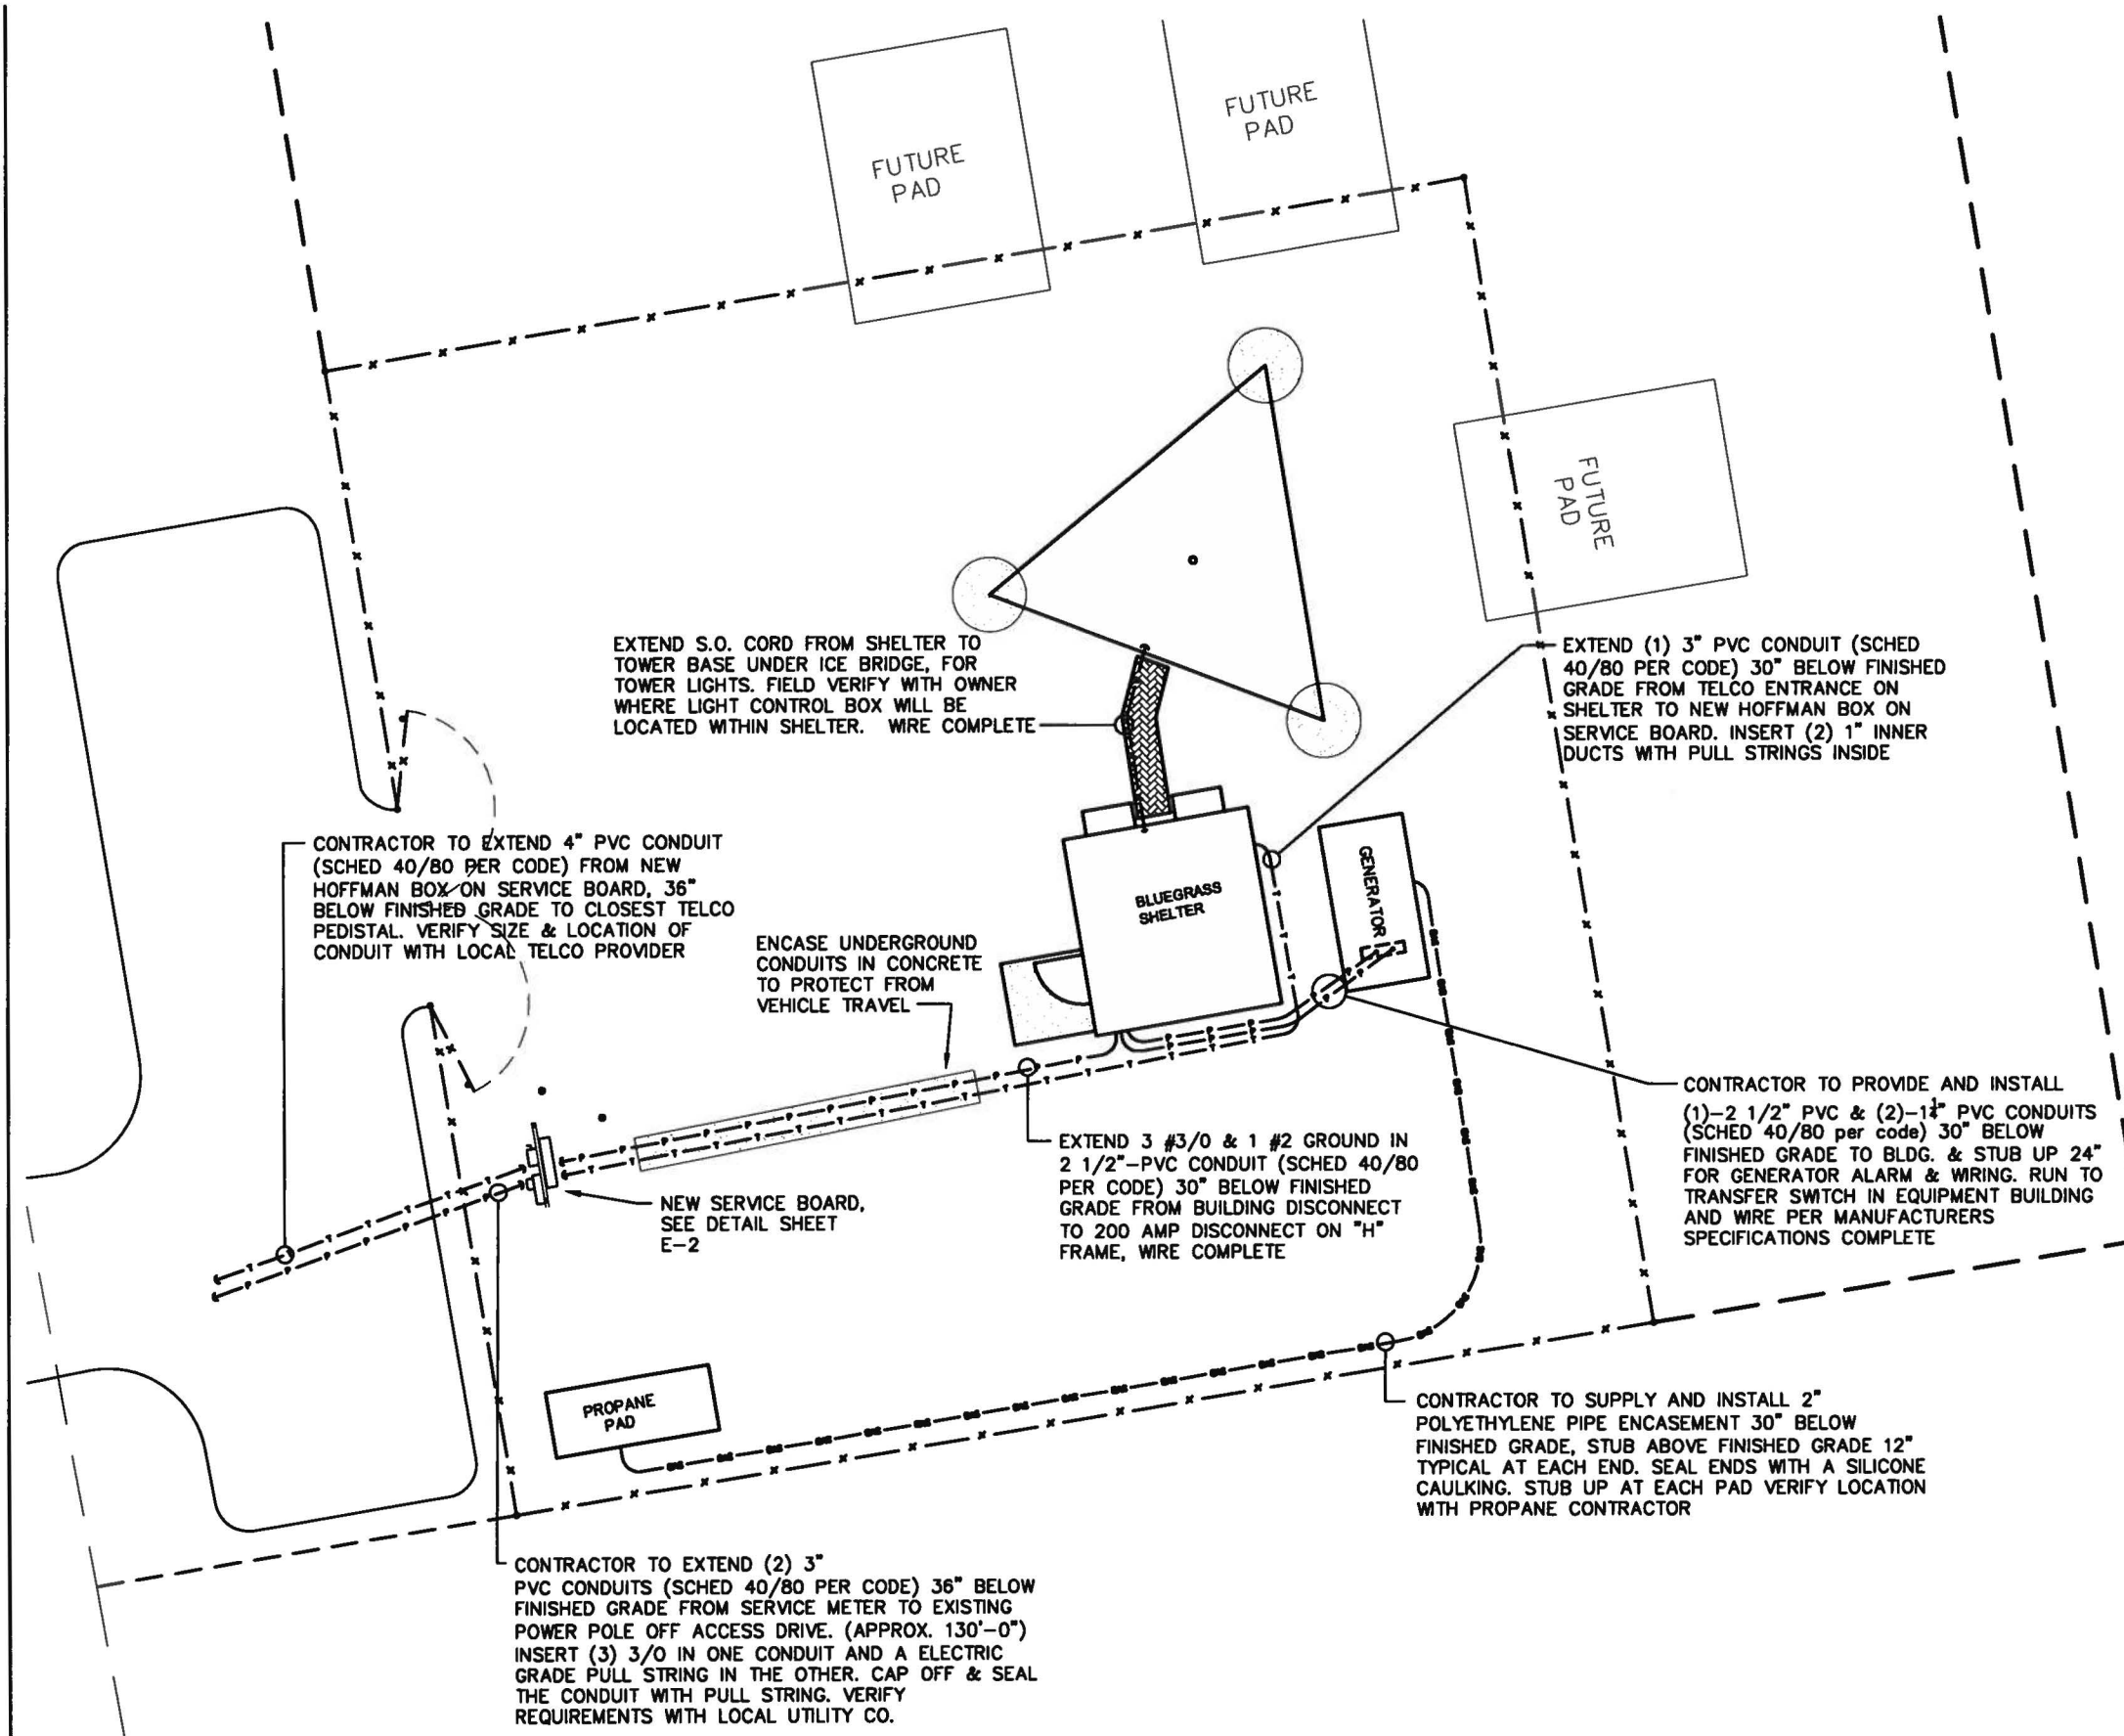 FUTURE
PAD
FUTURE
PAD
FUTURE
PAD
EXTEND S.O. CORD FROM SHELTER TO
TOWER BASE UNDER ICE BRIDGE, FOR
TOWER LIGHTS. FIELD VERIFY WITH OWNER
WHERE LIGHT CONTROL BOX WILL BE
LOCATED WITHIN SHELTER. WIRE COMPLETE
EXTEND (1) 3" PVC CONDUIT (SCHED
40/80 PER CODE) 30" BELOW FINISHED
GRADE FROM TELCO ENTRANCE ON
SHELTER TO NEW HOFFMAN BOX ON
SERVICE BOARD. INSERT (2) 1" INNER
DUCTS WITH PULL STRINGS INSIDE
CONTRACTOR TO EXTEND 4" PVC CONDUIT
(SCHED 40/80 PER CODE) FROM NEW
HOFFMAN BOX ON SERVICE BOARD, 36"
BELOW FINISHED GRADE TO CLOSEST TELCO
PEDISTAL. VERIFY SIZE & LOCATION OF
CONDUIT WITH LOCAL TELCO PROVIDER
BLUEGRASS
SHELTER
GENERATOR
ENCASE UNDERGROUND
CONDUITS IN CONCRETE
TO PROTECT FROM
VEHICLE TRAVEL
CONTRACTOR TO PROVIDE AND INSTALL
(1)-2 1/2" PVC & (2)-1¼" PVC CONDUITS
(SCHED 40/80 per code) 30" BELOW
FINISHED GRADE TO BLDG. & STUB UP 24"
FOR GENERATOR ALARM & WIRING. RUN TO
TRANSFER SWITCH IN EQUIPMENT BUILDING
AND WIRE PER MANUFACTURERS
SPECIFICATIONS COMPLETE
EXTEND 3 #3/0 & 1 #2 GROUND IN
2 1/2"-PVC CONDUIT (SCHED 40/80
PER CODE) 30" BELOW FINISHED
GRADE FROM BUILDING DISCONNECT
TO 200 AMP DISCONNECT ON "H"
FRAME, WIRE COMPLETE
NEW SERVICE BOARD,
SEE DETAIL SHEET
E-2
PROPANE
PAD
CONTRACTOR TO SUPPLY AND INSTALL 2"
POLYETHYLENE PIPE ENCASEMENT 30" BELOW
FINISHED GRADE, STUB ABOVE FINISHED GRADE 12"
TYPICAL AT EACH END. SEAL ENDS WITH A SILICONE
CAULKING. STUB UP AT EACH PAD VERIFY LOCATION
WITH PROPANE CONTRACTOR
CONTRACTOR TO EXTEND (2) 3"
PVC CONDUITS (SCHED 40/80 PER CODE) 36" BELOW
FINISHED GRADE FROM SERVICE METER TO EXISTING
POWER POLE OFF ACCESS DRIVE. (APPROX. 130'-0")
INSERT (3) 3/0 IN ONE CONDUIT AND A ELECTRIC
GRADE PULL STRING IN THE OTHER. CAP OFF & SEAL
THE CONDUIT WITH PULL STRING. VERIFY
REQUIREMENTS WITH LOCAL UTILITY CO.